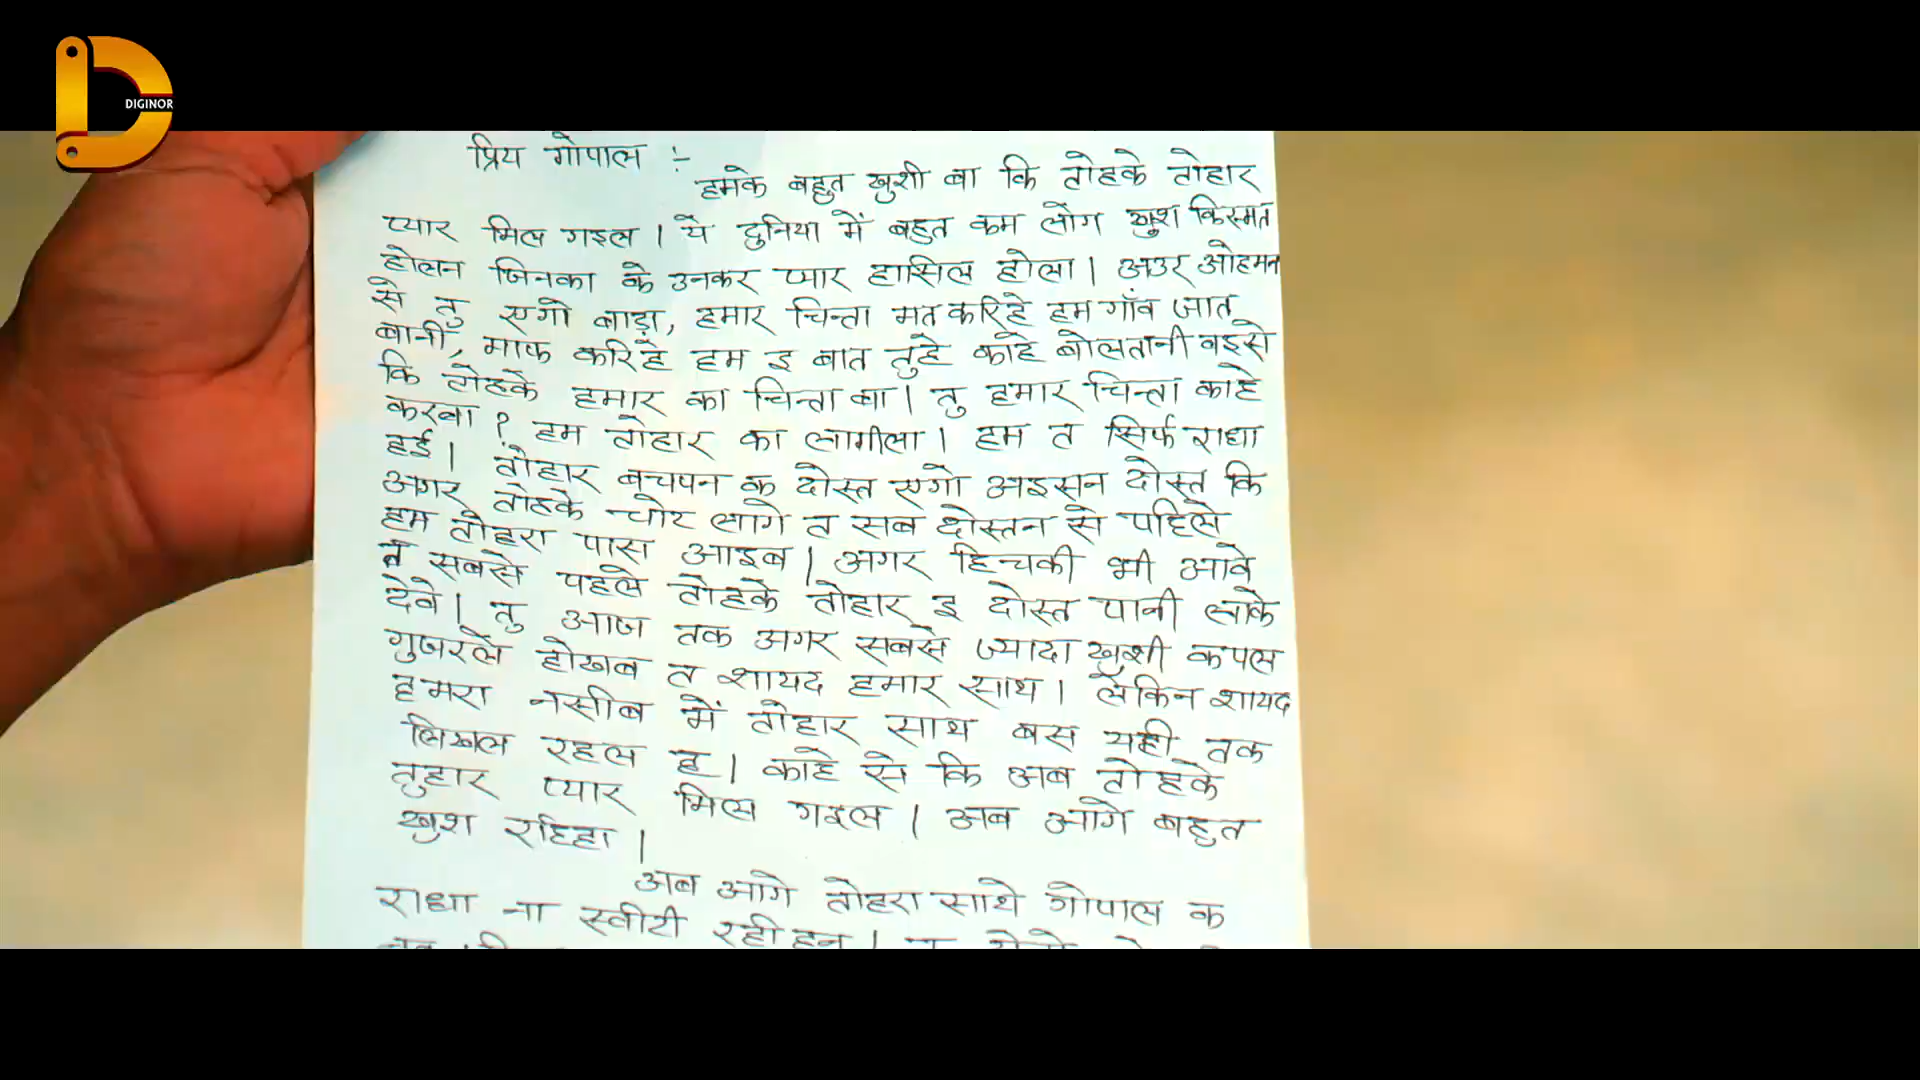 DIGINOR
प्रिय गोपाल :-
हमके बहुत खुशी बा कि तोहके तोहार
प्यार मिल गइल । ये दुनिया में बहुत कम लोग खुश किस्मत
होलन जिनका के उनकर प्यार हासिल होला । अउर ओहमन
से तु एगो बाड़ा, हमार चिन्ता मत करिहे हम गाँव जात
बानी, माफ करिहे हम इ बात तुहे काहे बोलतानी वइसे
कि तोहके हमार का चिन्ता बा । तु हमार चिन्ता काहे
करबा ? हम तोहार का लागीला । हम त सिर्फ राधा
हई । तोहार बचपन क दोस्त एगो अइसन दोस्त कि
अगर तोहके चोट लागे त सब दोस्तन से पहिले
हम तोहरा पास आइब । अगर हिचकी भी आवे
त सबसे पहले तोहके तोहार इ दोस्त पानी लाके
देवे । तु आज तक अगर सबसे ज्यादा खुशी क पल
गुजरले होखब त शायद हमार साथ । लेकिन शायद
हमरा नसीब में तोहार साथ बस यही तक
लिखल रहल ह । काहे से कि अब तोहके
तुहार प्यार मिल गइल । अब आगे बहुत
खुश रहिहा ।
अब आगे तोहरा साथे गोपाल क
राधा ना स्वीटी रही हन ।